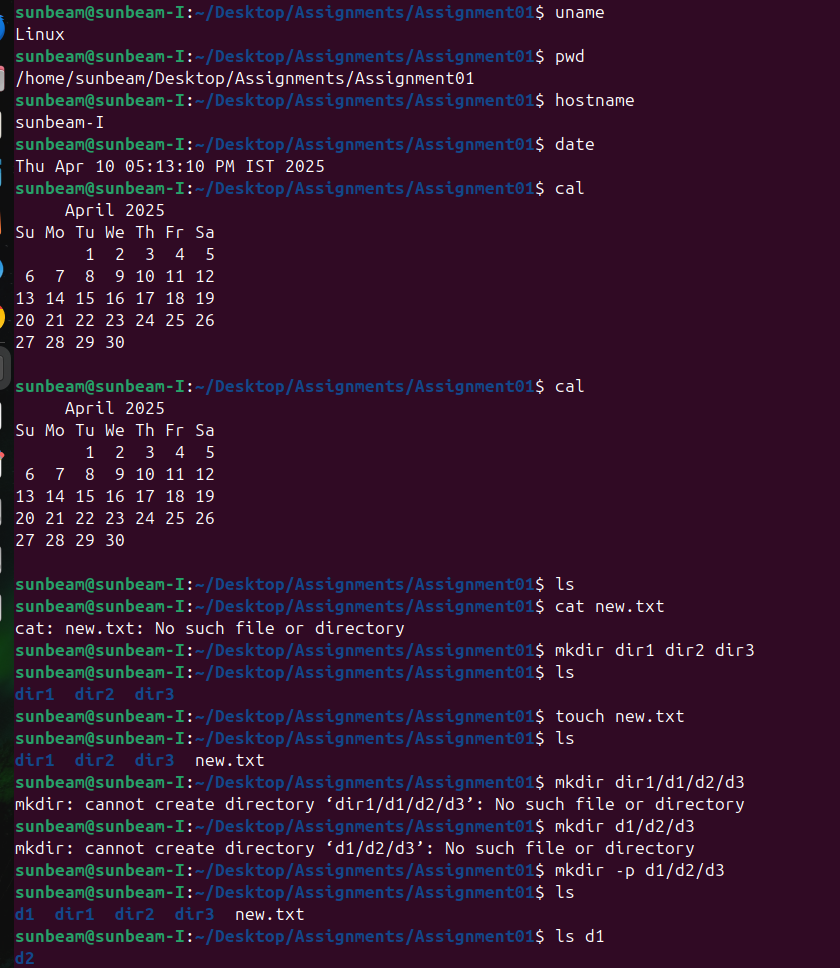 sunbeam@sunbeam-I:~/Desktop/Assignments/Assignment01$ uname
Linux
sunbeam@sunbeam-I:~/Desktop/Assignments/Assignment01$ pwd
/home/sunbeam/Desktop/Assignments/Assignment01
sunbeam@sunbeam-I:~/Desktop/Assignments/Assignment01$ hostname
sunbeam-I
sunbeam@sunbeam-I:~/Desktop/Assignments/Assignment01$ date
Thu Apr 10 05:13:10 PM IST 2025
sunbeam@sunbeam-I:~/Desktop/Assignments/Assignment01$ cal
     April 2025
Su Mo Tu We Th Fr Sa
       1  2  3  4  5
 6  7  8  9 10 11 12
13 14 15 16 17 18 19
20 21 22 23 24 25 26
27 28 29 30

sunbeam@sunbeam-I:~/Desktop/Assignments/Assignment01$ cal
     April 2025
Su Mo Tu We Th Fr Sa
       1  2  3  4  5
 6  7  8  9 10 11 12
13 14 15 16 17 18 19
20 21 22 23 24 25 26
27 28 29 30

sunbeam@sunbeam-I:~/Desktop/Assignments/Assignment01$ ls
sunbeam@sunbeam-I:~/Desktop/Assignments/Assignment01$ cat new.txt
cat: new.txt: No such file or directory
sunbeam@sunbeam-I:~/Desktop/Assignments/Assignment01$ mkdir dir1 dir2 dir3
sunbeam@sunbeam-I:~/Desktop/Assignments/Assignment01$ ls
dir1  dir2  dir3
sunbeam@sunbeam-I:~/Desktop/Assignments/Assignment01$ touch new.txt
sunbeam@sunbeam-I:~/Desktop/Assignments/Assignment01$ ls
dir1  dir2  dir3  new.txt
sunbeam@sunbeam-I:~/Desktop/Assignments/Assignment01$ mkdir dir1/d1/d2/d3
mkdir: cannot create directory ‘dir1/d1/d2/d3’: No such file or directory
sunbeam@sunbeam-I:~/Desktop/Assignments/Assignment01$ mkdir d1/d2/d3
mkdir: cannot create directory ‘d1/d2/d3’: No such file or directory
sunbeam@sunbeam-I:~/Desktop/Assignments/Assignment01$ mkdir -p d1/d2/d3
sunbeam@sunbeam-I:~/Desktop/Assignments/Assignment01$ ls
d1  dir1  dir2  dir3  new.txt
sunbeam@sunbeam-I:~/Desktop/Assignments/Assignment01$ ls d1
d2